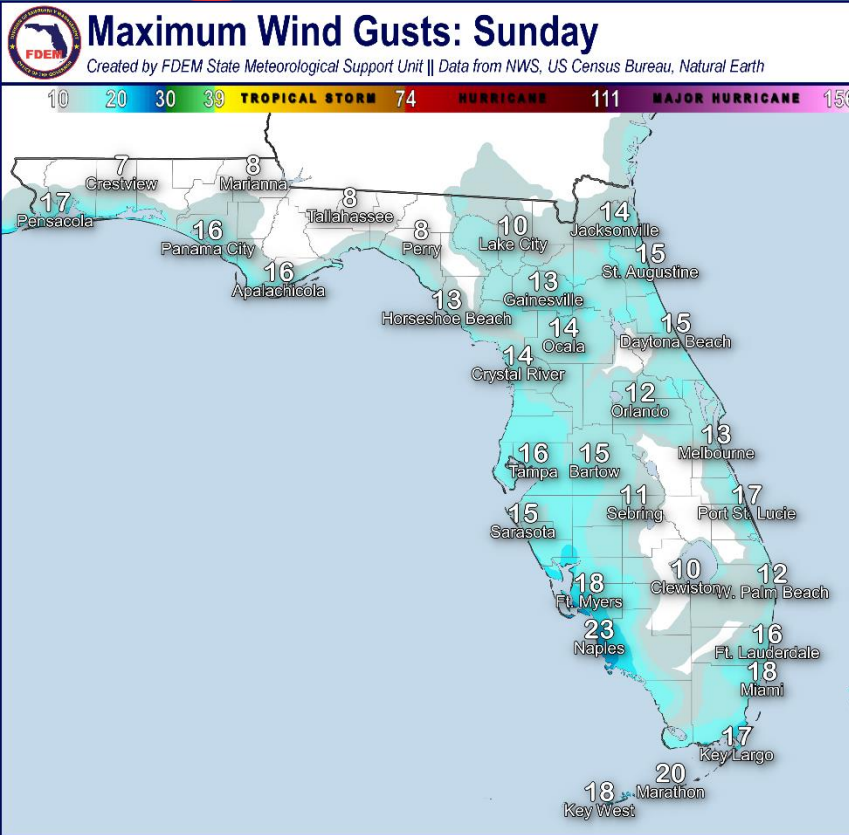 FDEM
Maximum Wind Gusts: Sunday
Created by FDEM State Meteorological Support Unit || Data from NWS, US Census Bureau, Natural Earth
10 20 30 39 TROPICAL STORM 74 HURRICANE 111 MAJOR HURRICANE 156
7
Crestview
8
Marianna
17
Pensacola
8
Tallahassee
16
Panama City
8
Perry
10
Lake City
14
Jacksonville
15
St. Augustine
16
Apalachicola
13
Gainesville
13
Horseshoe Beach
14
Ocala
15
Daytona Beach
14
Crystal River
12
Orlando
13
Melbourne
16
Tampa
15
Bartow
11
Sebring
17
Port St. Lucie
15
Sarasota
10
Clewiston
12
W. Palm Beach
18
Ft. Myers
23
Naples
16
Ft. Lauderdale
18
Miami
17
Key Largo
20
Marathon
18
Key West